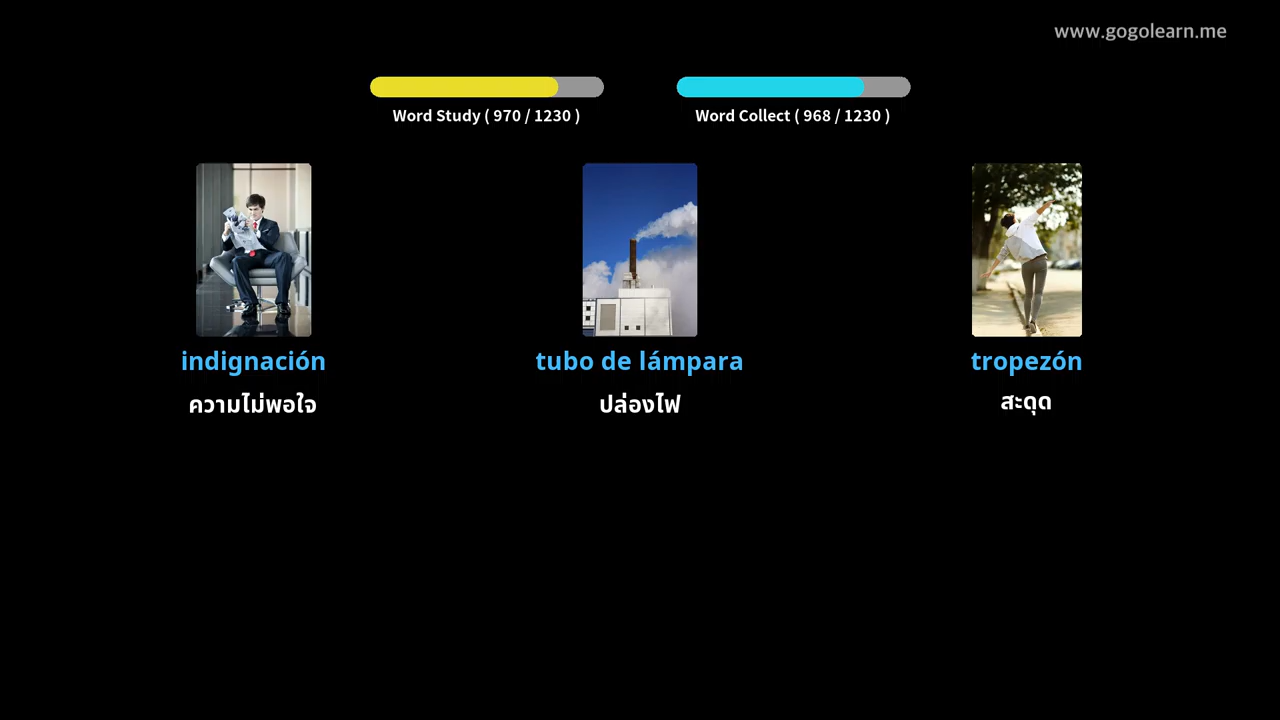 www.gogolearn.me
Word Study ( 970 / 1230 )
Word Collect ( 968 / 1230 )
indignación
ความไม่พอใจ
tubo de lámpara
ปล่องไฟ
tropezón
สะดุด